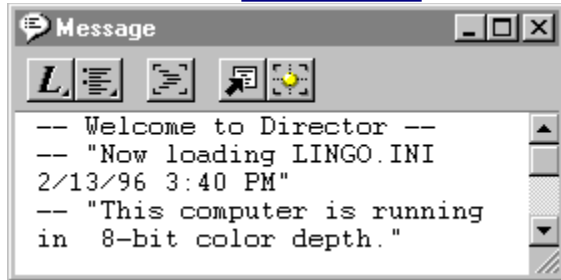 Message
L
-- Welcome to Director --
-- "Now loading LINGO.INI
2/13/96 3:40 PM"
-- "This computer is running
in  8-bit color depth."